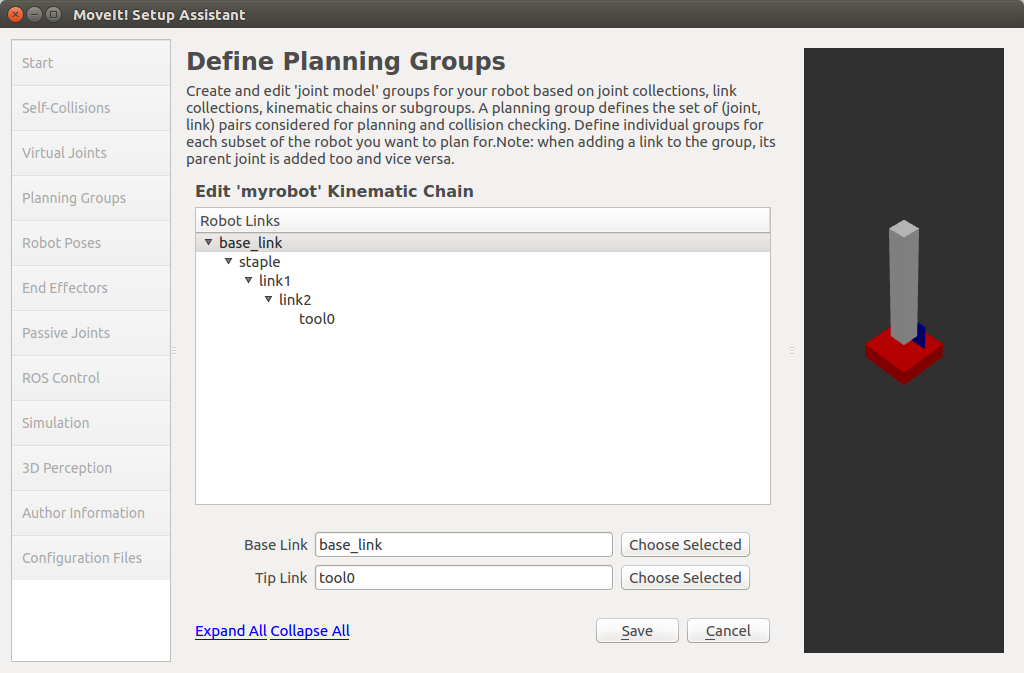 MoveIt! Setup Assistant
Start
Self-Collisions
Virtual Joints
Planning Groups
Robot Poses
End Effectors
Passive Joints
ROS Control
Simulation
3D Perception
Author Information
Configuration Files
Define Planning Groups
Create and edit 'joint model' groups for your robot based on joint collections, link
collections, kinematic chains or subgroups. A planning group defines the set of (joint,
link) pairs considered for planning and collision checking. Define individual groups for
each subset of the robot you want to plan for.Note: when adding a link to the group, its
parent joint is added too and vice versa.
Edit 'myrobot' Kinematic Chain
Robot Links
base_link
staple
link1
link2
tool0
Base Link base_link Choose Selected
Tip Link tool0 Choose Selected
Expand All Collapse All Save Cancel